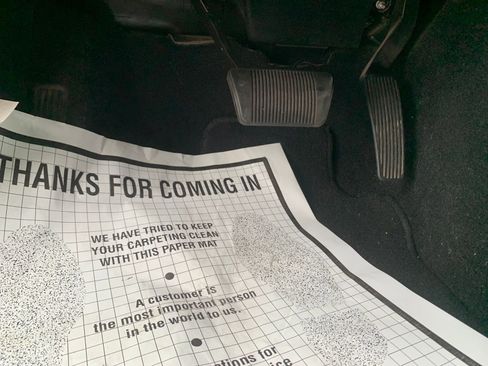 THANKS FOR COMING IN
WE HAVE TRIED TO KEEP
YOUR CARPETING CLEAN
WITH THIS PAPER MAT
A customer is
the most important person
in the world to us.
for